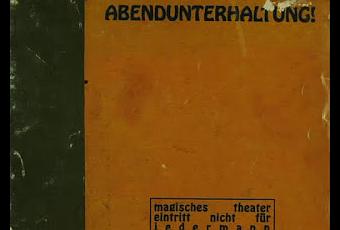 ABENDUNTERHALTUNG!
magisches theater
eintritt nicht für
jedermann